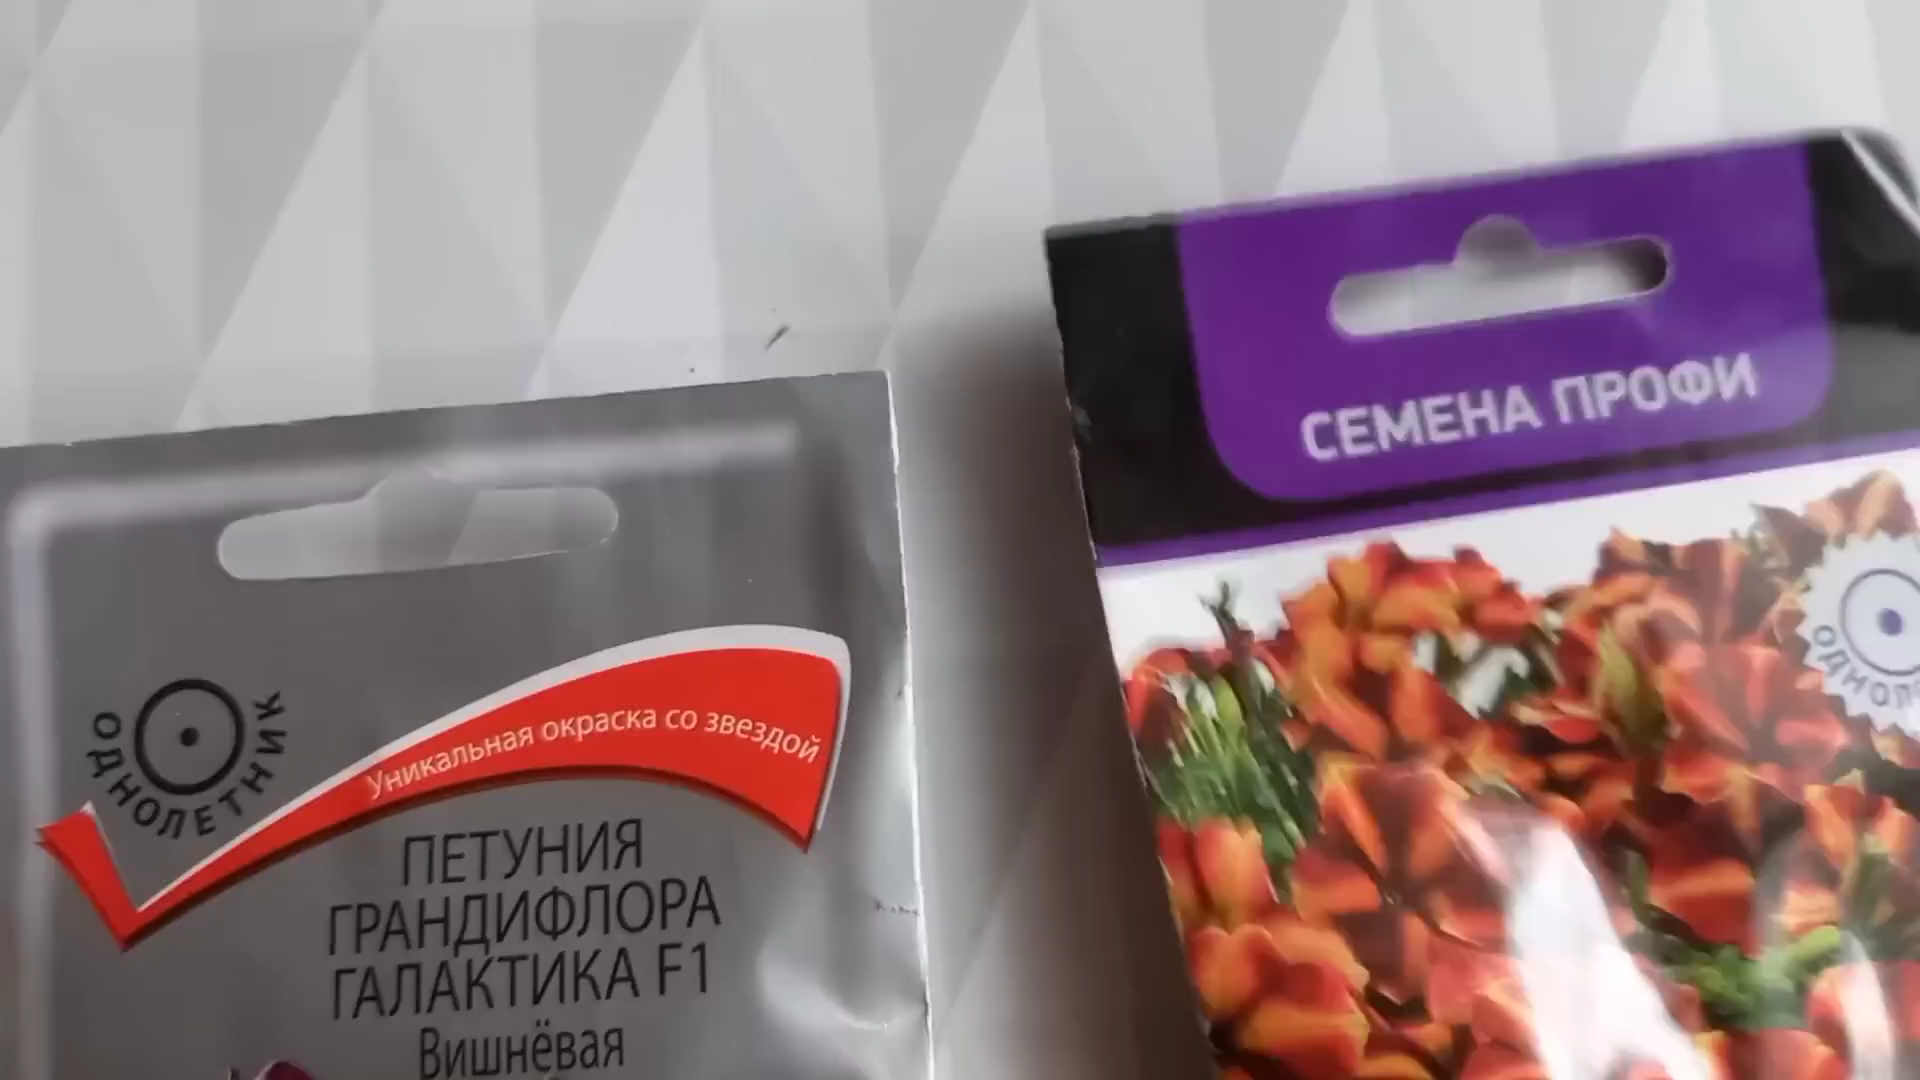 ОДНОЛЕТНИК
Уникальная окраска со звездой
ПЕТУНИЯ
ГРАНДИФЛОРА
ГАЛАКТИКА F1
Вишнёвая
СЕМЕНА ПРОФИ